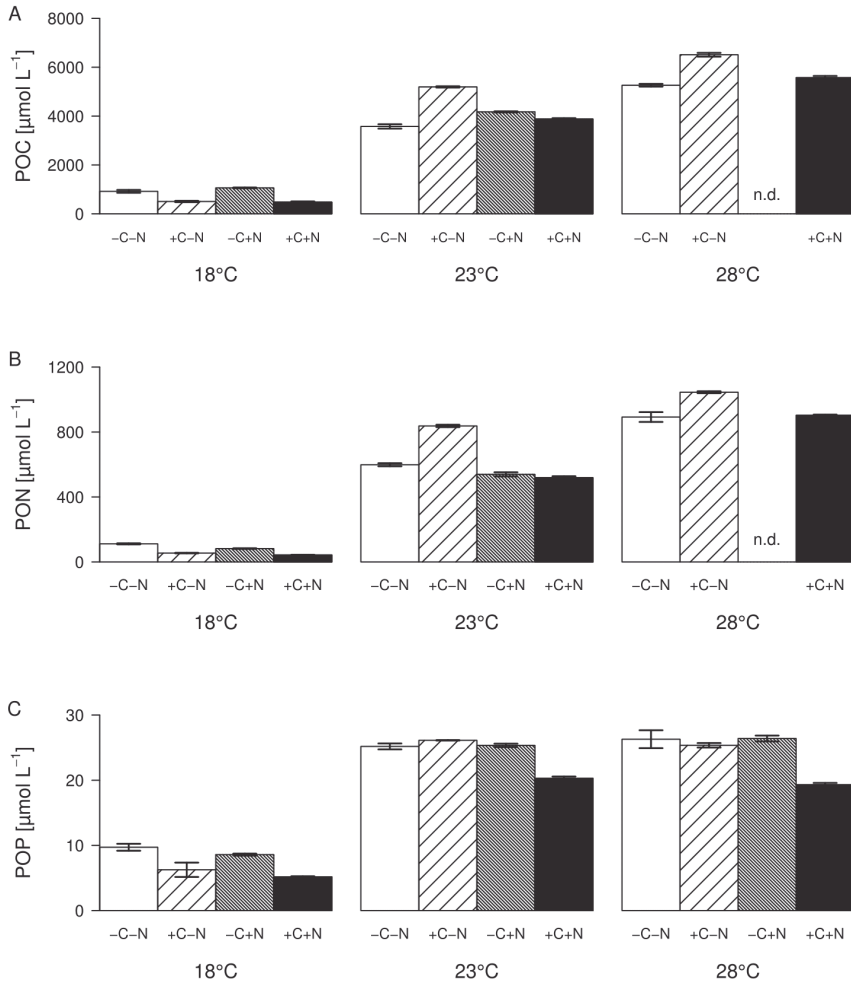 A
8000
6000
4000
2000
0
POC [µmol L⁻¹]
n.d.
−C−N +C−N −C+N +C+N −C−N +C−N −C+N +C+N −C−N +C−N +C+N
18°C 23°C 28°C
B
1200
800
400
0
PON [µmol L⁻¹]
n.d.
−C−N +C−N −C+N +C+N −C−N +C−N −C+N +C+N −C−N +C−N +C+N
18°C 23°C 28°C
C
30
20
10
0
POP [µmol L⁻¹]
−C−N +C−N −C+N +C+N −C−N +C−N −C+N +C+N −C−N +C−N −C+N +C+N
18°C 23°C 28°C